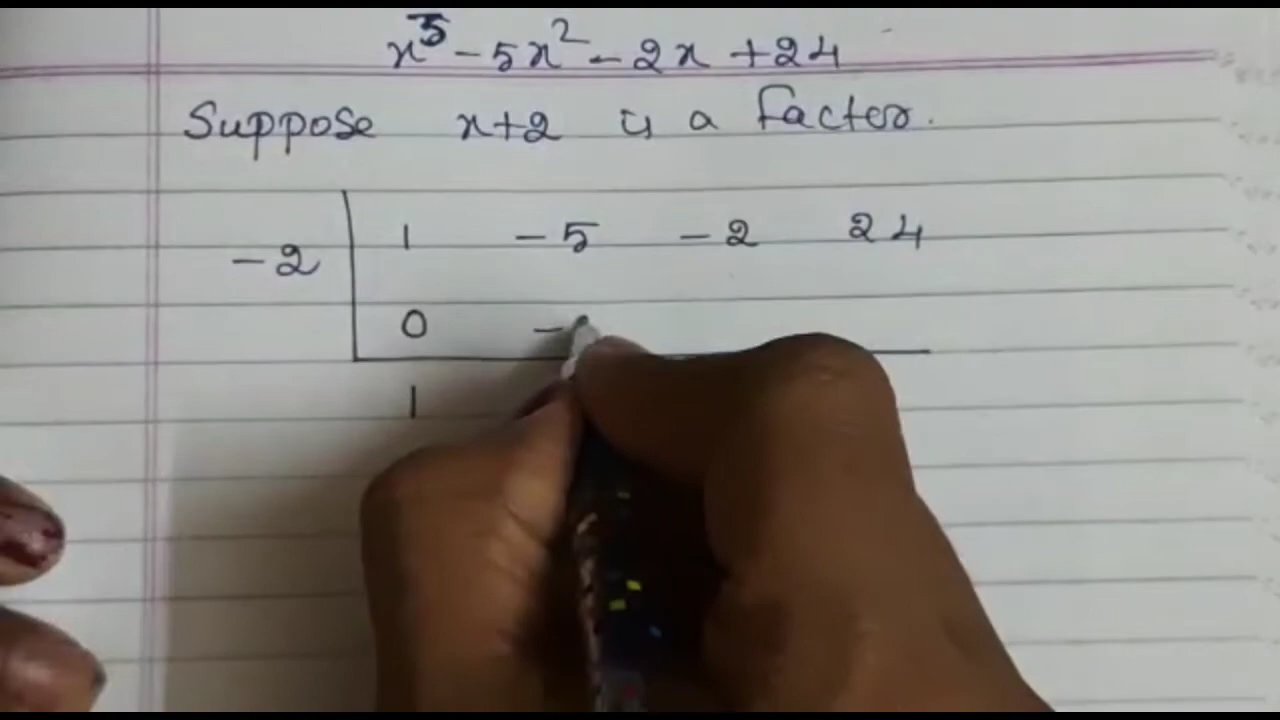 x³ - 5x² - 2x + 24
Suppose x+2 is a factor.
-2 | 1 -5 -2 24
0 -
1